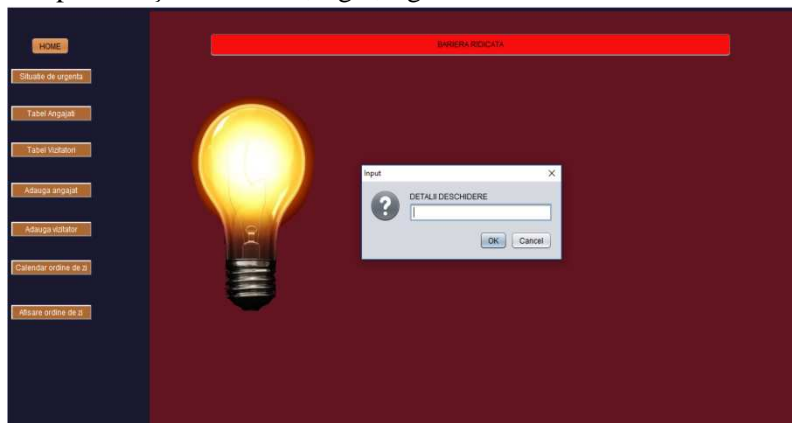 HOME
BARIERA RIDICATA
Situatie de urgenta
Tabel Angajati
Tabel Vizitatori
Adauga angajat
Adauga vizitator
Calendar ordine de zi
Afisare ordine de zi
Input
DETALII DESCHIDERE
OK
Cancel